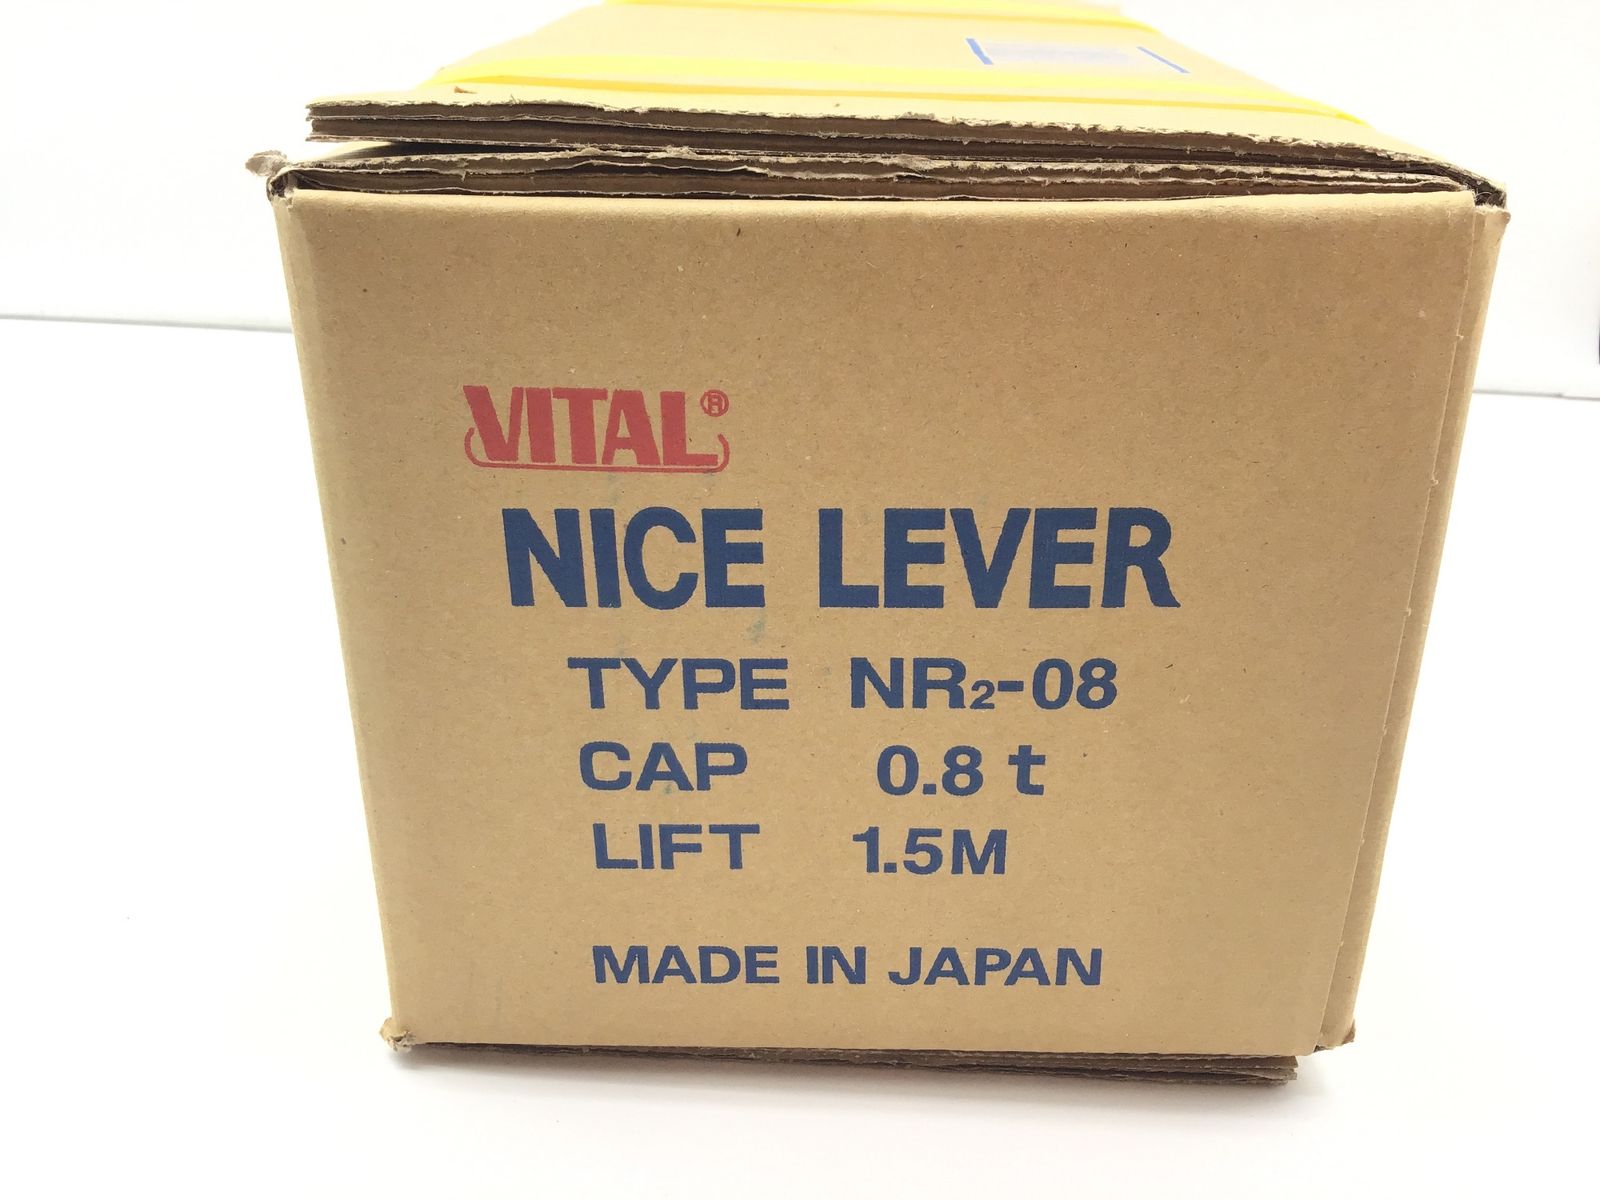 VITAL®
NICE LEVER
TYPE NR₂-08
CAP 0.8 t
LIFT 1.5M
MADE IN JAPAN